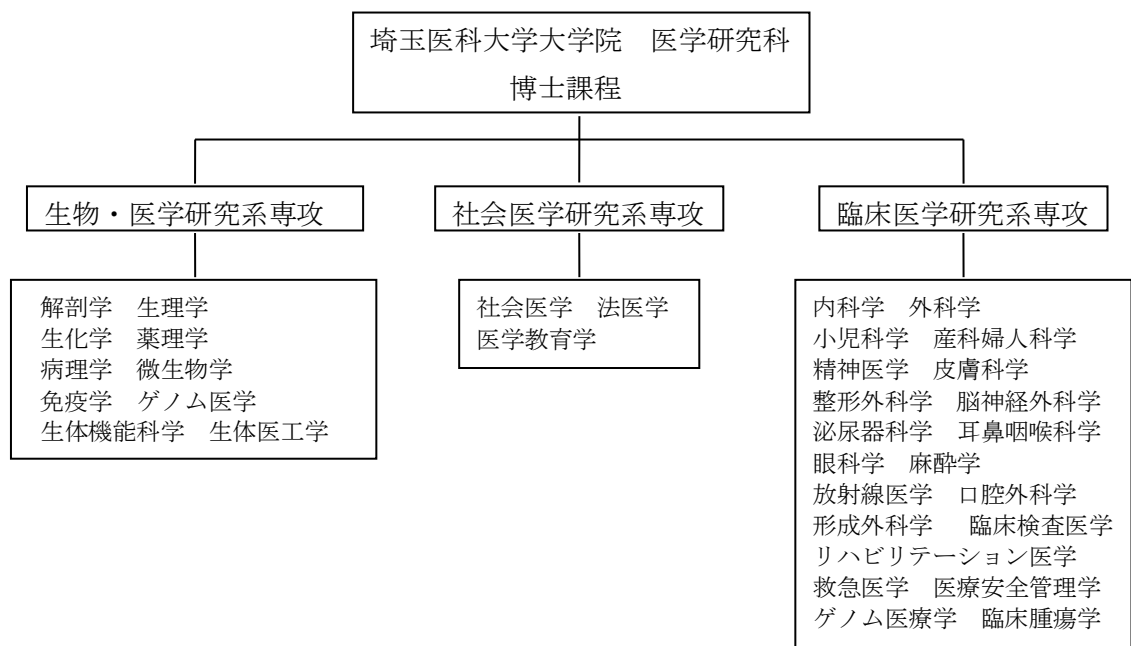 埼玉医科大学大学院　医学研究科
博士課程
生物・医学研究系専攻
社会医学研究系専攻
臨床医学研究系専攻
解剖学　生理学
生化学　薬理学
病理学　微生物学
免疫学　ゲノム医学
生体機能科学　生体医工学
社会医学　法医学
医学教育学
内科学　外科学
小児科学　産科婦人科学
精神医学　皮膚科学
整形外科学　脳神経外科学
泌尿器科学　耳鼻咽喉科学
眼科学　麻酔学
放射線医学　口腔外科学
形成外科学　臨床検査医学
リハビリテーション医学
救急医学　医療安全管理学
ゲノム医療学　臨床腫瘍学